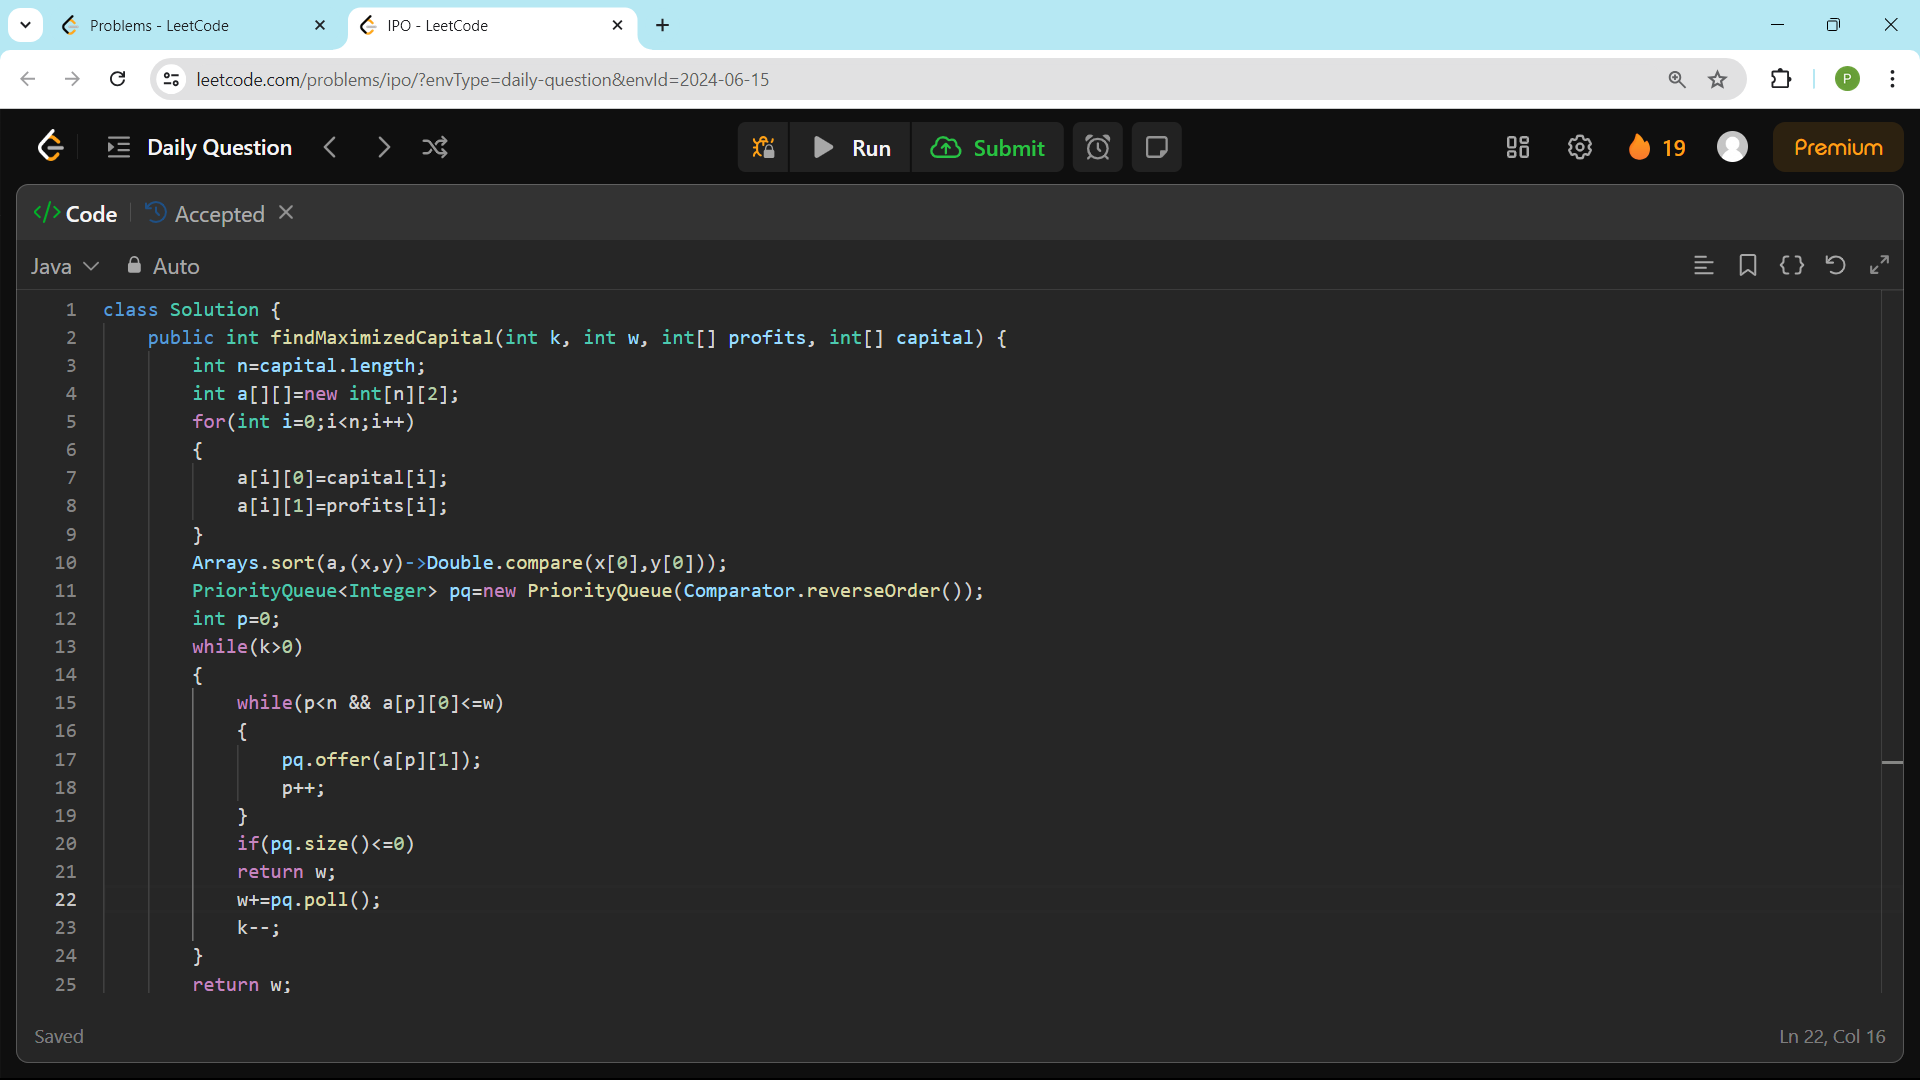 Problems - LeetCode
IPO - LeetCode
leetcode.com/problems/ipo/?envType=daily-question&envId=2024-06-15
P
Daily Question
Run
Submit
19
Premium
</> Code
Accepted
Java
Auto
1 class Solution {
2 public int findMaximizedCapital(int k, int w, int[] profits, int[] capital) {
3 int n=capital.length;
4 int a[][]=new int[n][2];
5 for(int i=0;i<n;i++)
6 {
7 a[i][0]=capital[i];
8 a[i][1]=profits[i];
9 }
10 Arrays.sort(a,(x,y)->Double.compare(x[0],y[0]));
11 PriorityQueue<Integer> pq=new PriorityQueue(Comparator.reverseOrder());
12 int p=0;
13 while(k>0)
14 {
15 while(p<n && a[p][0]<=w)
16 {
17 pq.offer(a[p][1]);
18 p++;
19 }
20 if(pq.size()<=0)
21 return w;
22 w+=pq.poll();
23 k--;
24 }
25 return w;
Saved
Ln 22, Col 16